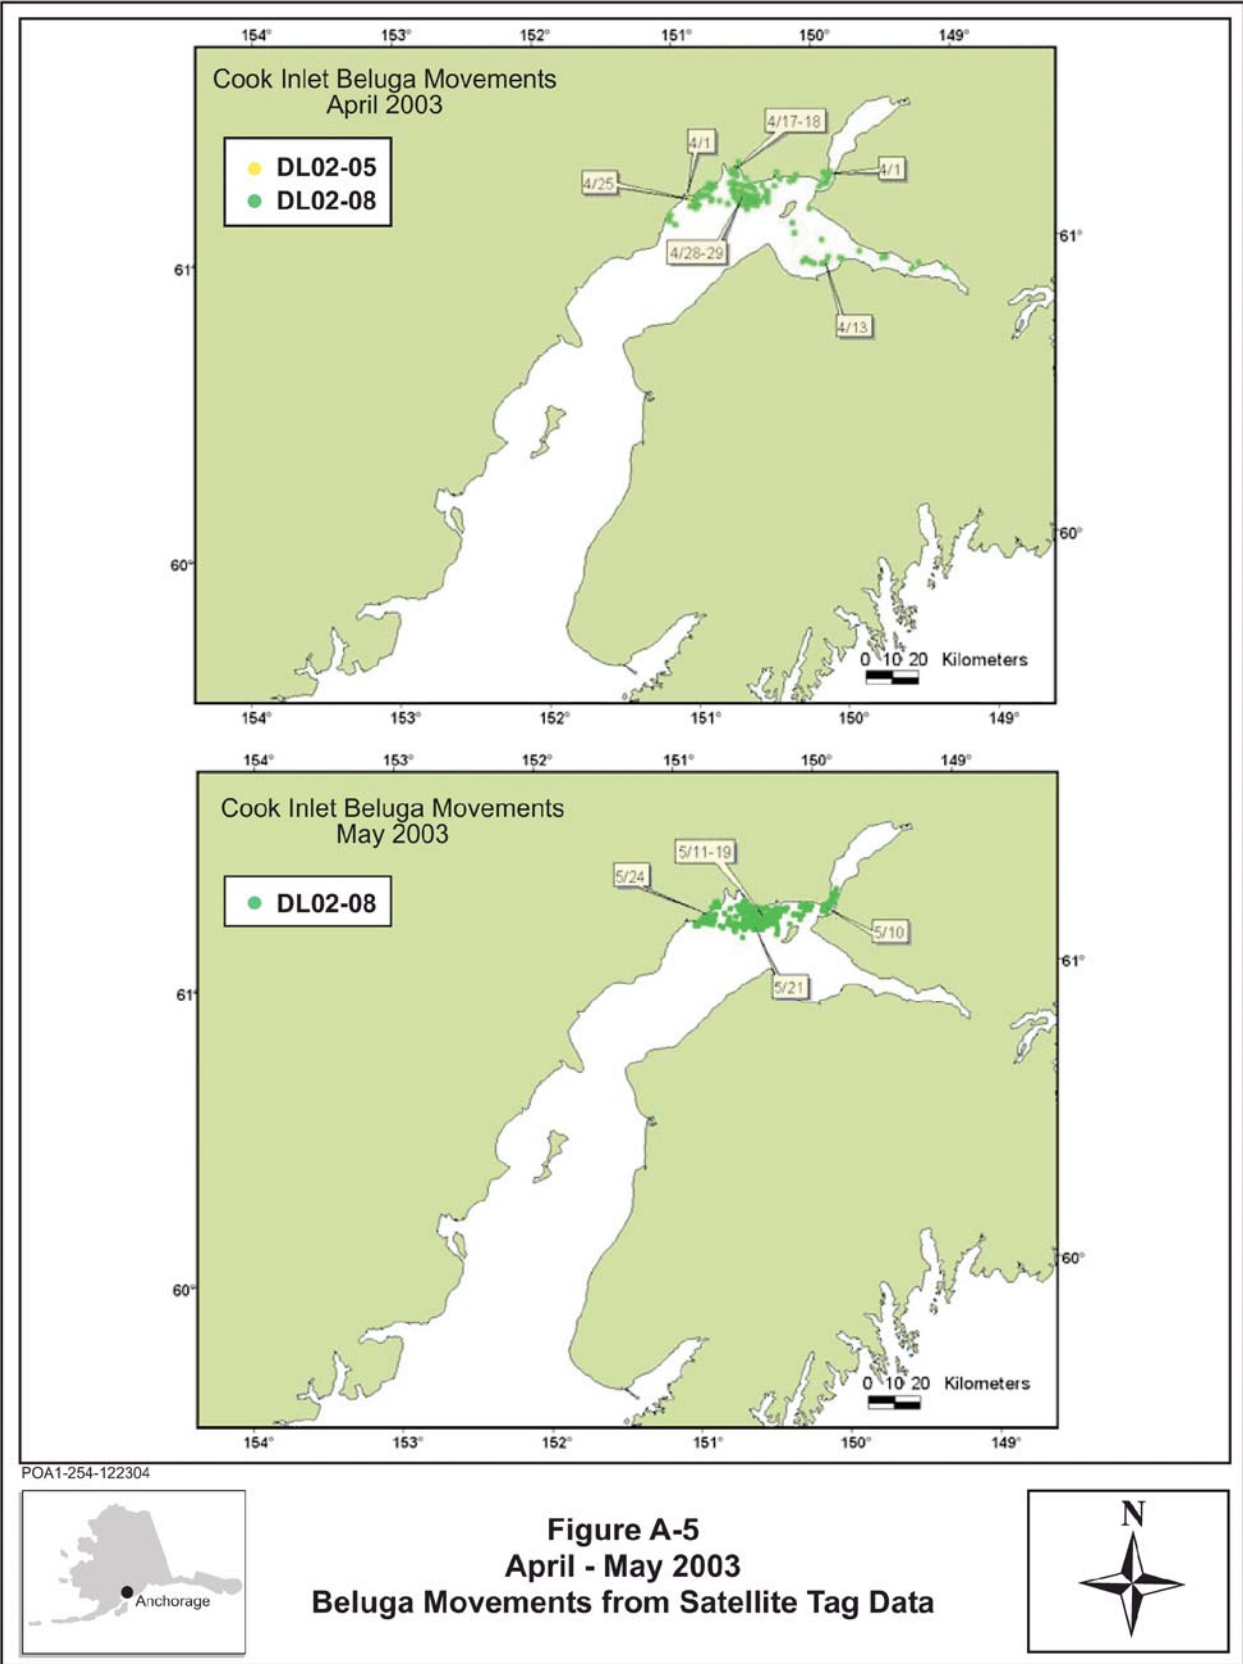 154° 153° 152° 151° 150° 149°
Cook Inlet Beluga Movements
April 2003
DL02-05
DL02-08
4/17-18
4/1
4/1
4/25
4/28-29
4/13
61°
61°
60°
60°
0 10 20 Kilometers
154° 153° 152° 151° 150° 149°
154° 153° 152° 151° 150° 149°
Cook Inlet Beluga Movements
May 2003
DL02-08
5/11-19
5/24
5/10
5/21
61°
61°
60°
60°
0 10 20 Kilometers
154° 153° 152° 151° 150° 149°
POA1-254-122304
Anchorage
Figure A-5
April - May 2003
Beluga Movements from Satellite Tag Data
N